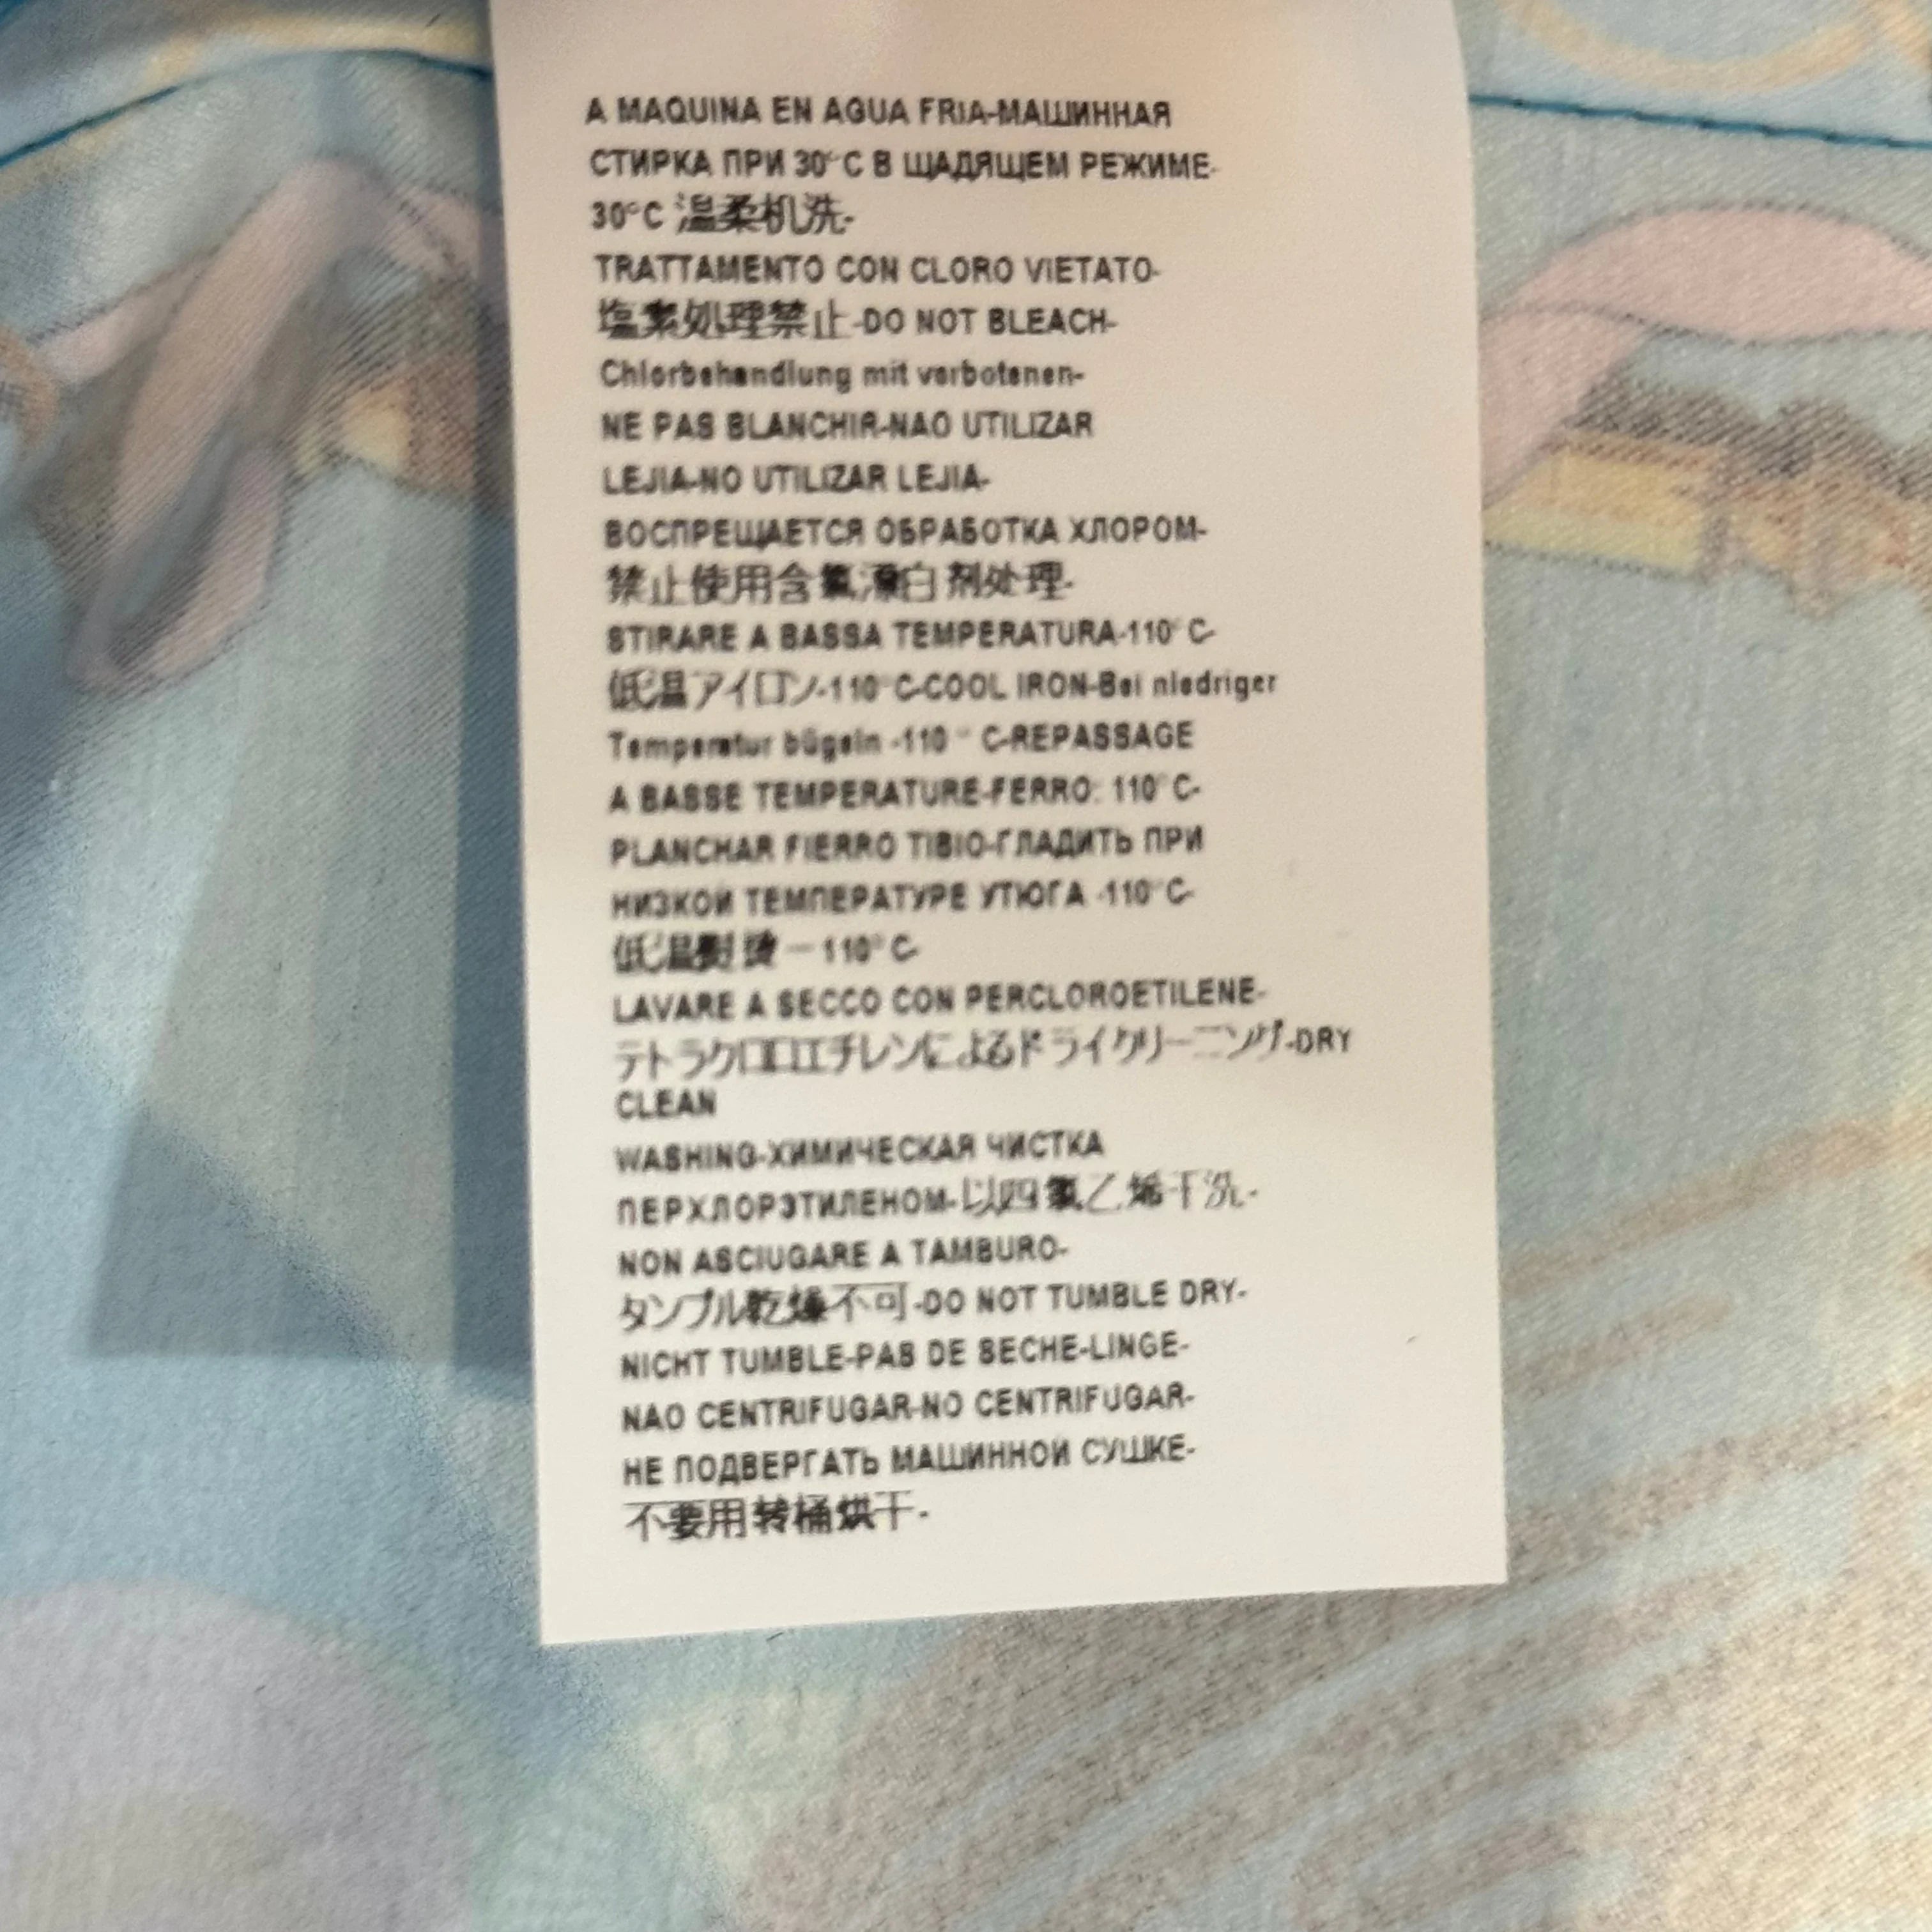 A MAQUINA EN AGUA FRIA-МАШИННАЯ
СТИРКА ПРИ 30°C В ЩАДЯЩЕМ РЕЖИМЕ-
30°C 温柔机洗-
TRATTAMENTO CON CLORO VIETATO-
塩素処理禁止-DO NOT BLEACH-
Chlorbehandlung mit verbotenen-
NE PAS BLANCHIR-NAO UTILIZAR
LEJIA-NO UTILIZAR LEJIA-
ВОСПРЕЩАЕТСЯ ОБРАБОТКА ХЛОРОМ-
禁止使用含氯漂白剂处理-
STIRARE A BASSA TEMPERATURA-110°C-
低温アイロン-110°C-COOL IRON-Bei niedriger
Temperatur bügeln -110 ° C-REPASSAGE
A BASSE TEMPERATURE-FERRO: 110°C-
PLANCHAR FIERRO TIBIO-ГЛАДИТЬ ПРИ
НИЗКОЙ ТЕМПЕРАТУРЕ УТЮГА -110°C-
低温熨烫－110°C-
LAVARE A SECCO CON PERCLOROETILENE-
テトラクロロエチレンによるドライクリーニング-DRY
CLEAN
WASHING-ХИМИЧЕСКАЯ ЧИСТКА
ПЕРХЛОРЭТИЛЕНОМ-以四氯乙烯干洗-
NON ASCIUGARE A TAMBURO-
タンブル乾燥不可-DO NOT TUMBLE DRY-
NICHT TUMBLE-PAS DE SECHE-LINGE-
NAO CENTRIFUGAR-NO CENTRIFUGAR-
НЕ ПОДВЕРГАТЬ МАШИННОЙ СУШКЕ-
不要用转桶烘干-